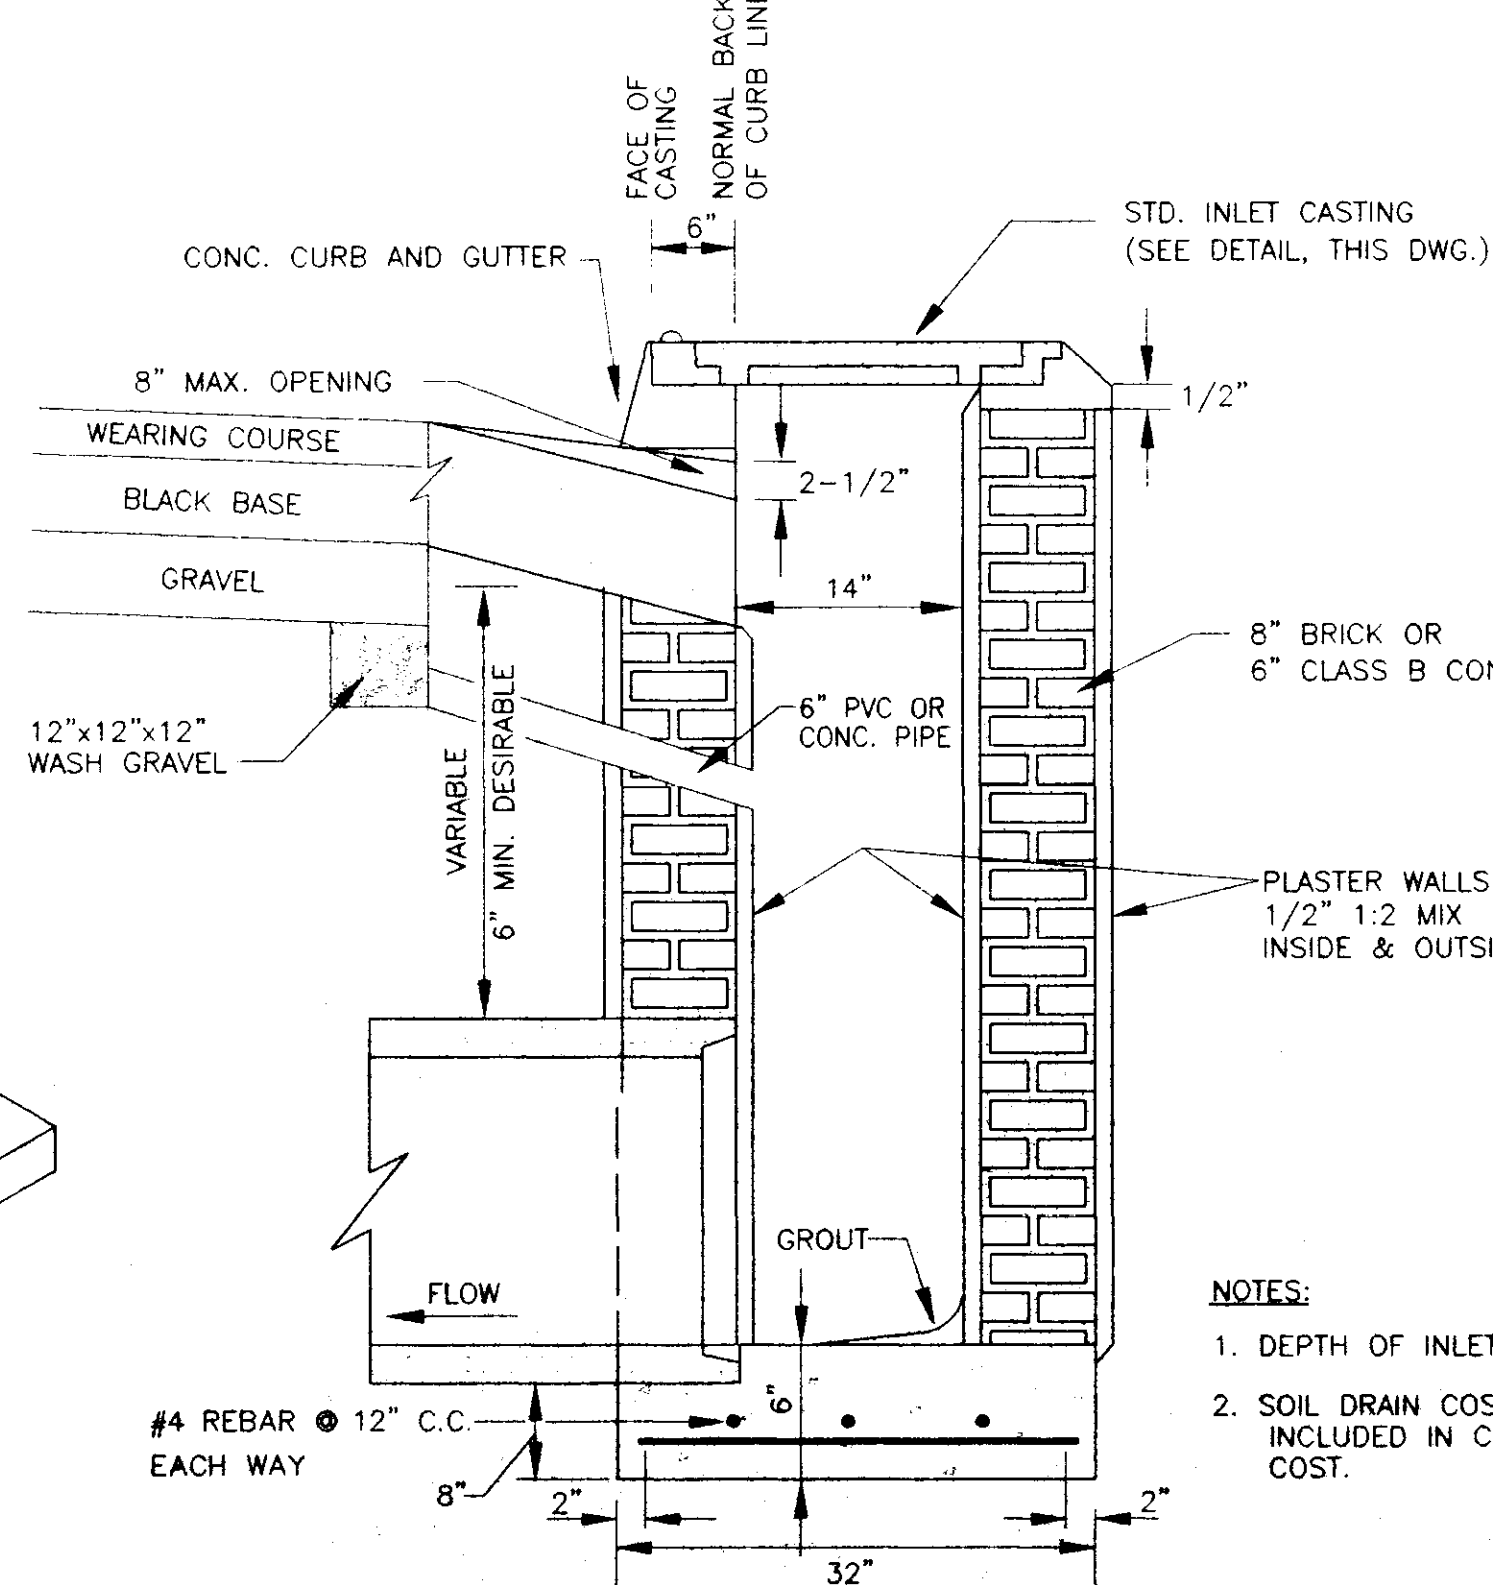 FACE OF
CASTING
NORMAL BACK
OF CURB LINE
6"
STD. INLET CASTING
(SEE DETAIL, THIS DWG.)
CONC. CURB AND GUTTER
8" MAX. OPENING
1/2"
WEARING COURSE
2-1/2"
BLACK BASE
GRAVEL
14"
8" BRICK OR
6" CLASS B CON
12"x12"x12"
WASH GRAVEL
VARIABLE
6" MIN. DESIRABLE
6" PVC OR
CONC. PIPE
PLASTER WALLS
1/2" 1:2 MIX
INSIDE & OUTSI
GROUT
FLOW
NOTES:
1. DEPTH OF INLET
2. SOIL DRAIN COS
INCLUDED IN C
COST.
#4 REBAR @ 12" C.C.
EACH WAY
6"
8"
2"
2"
32"